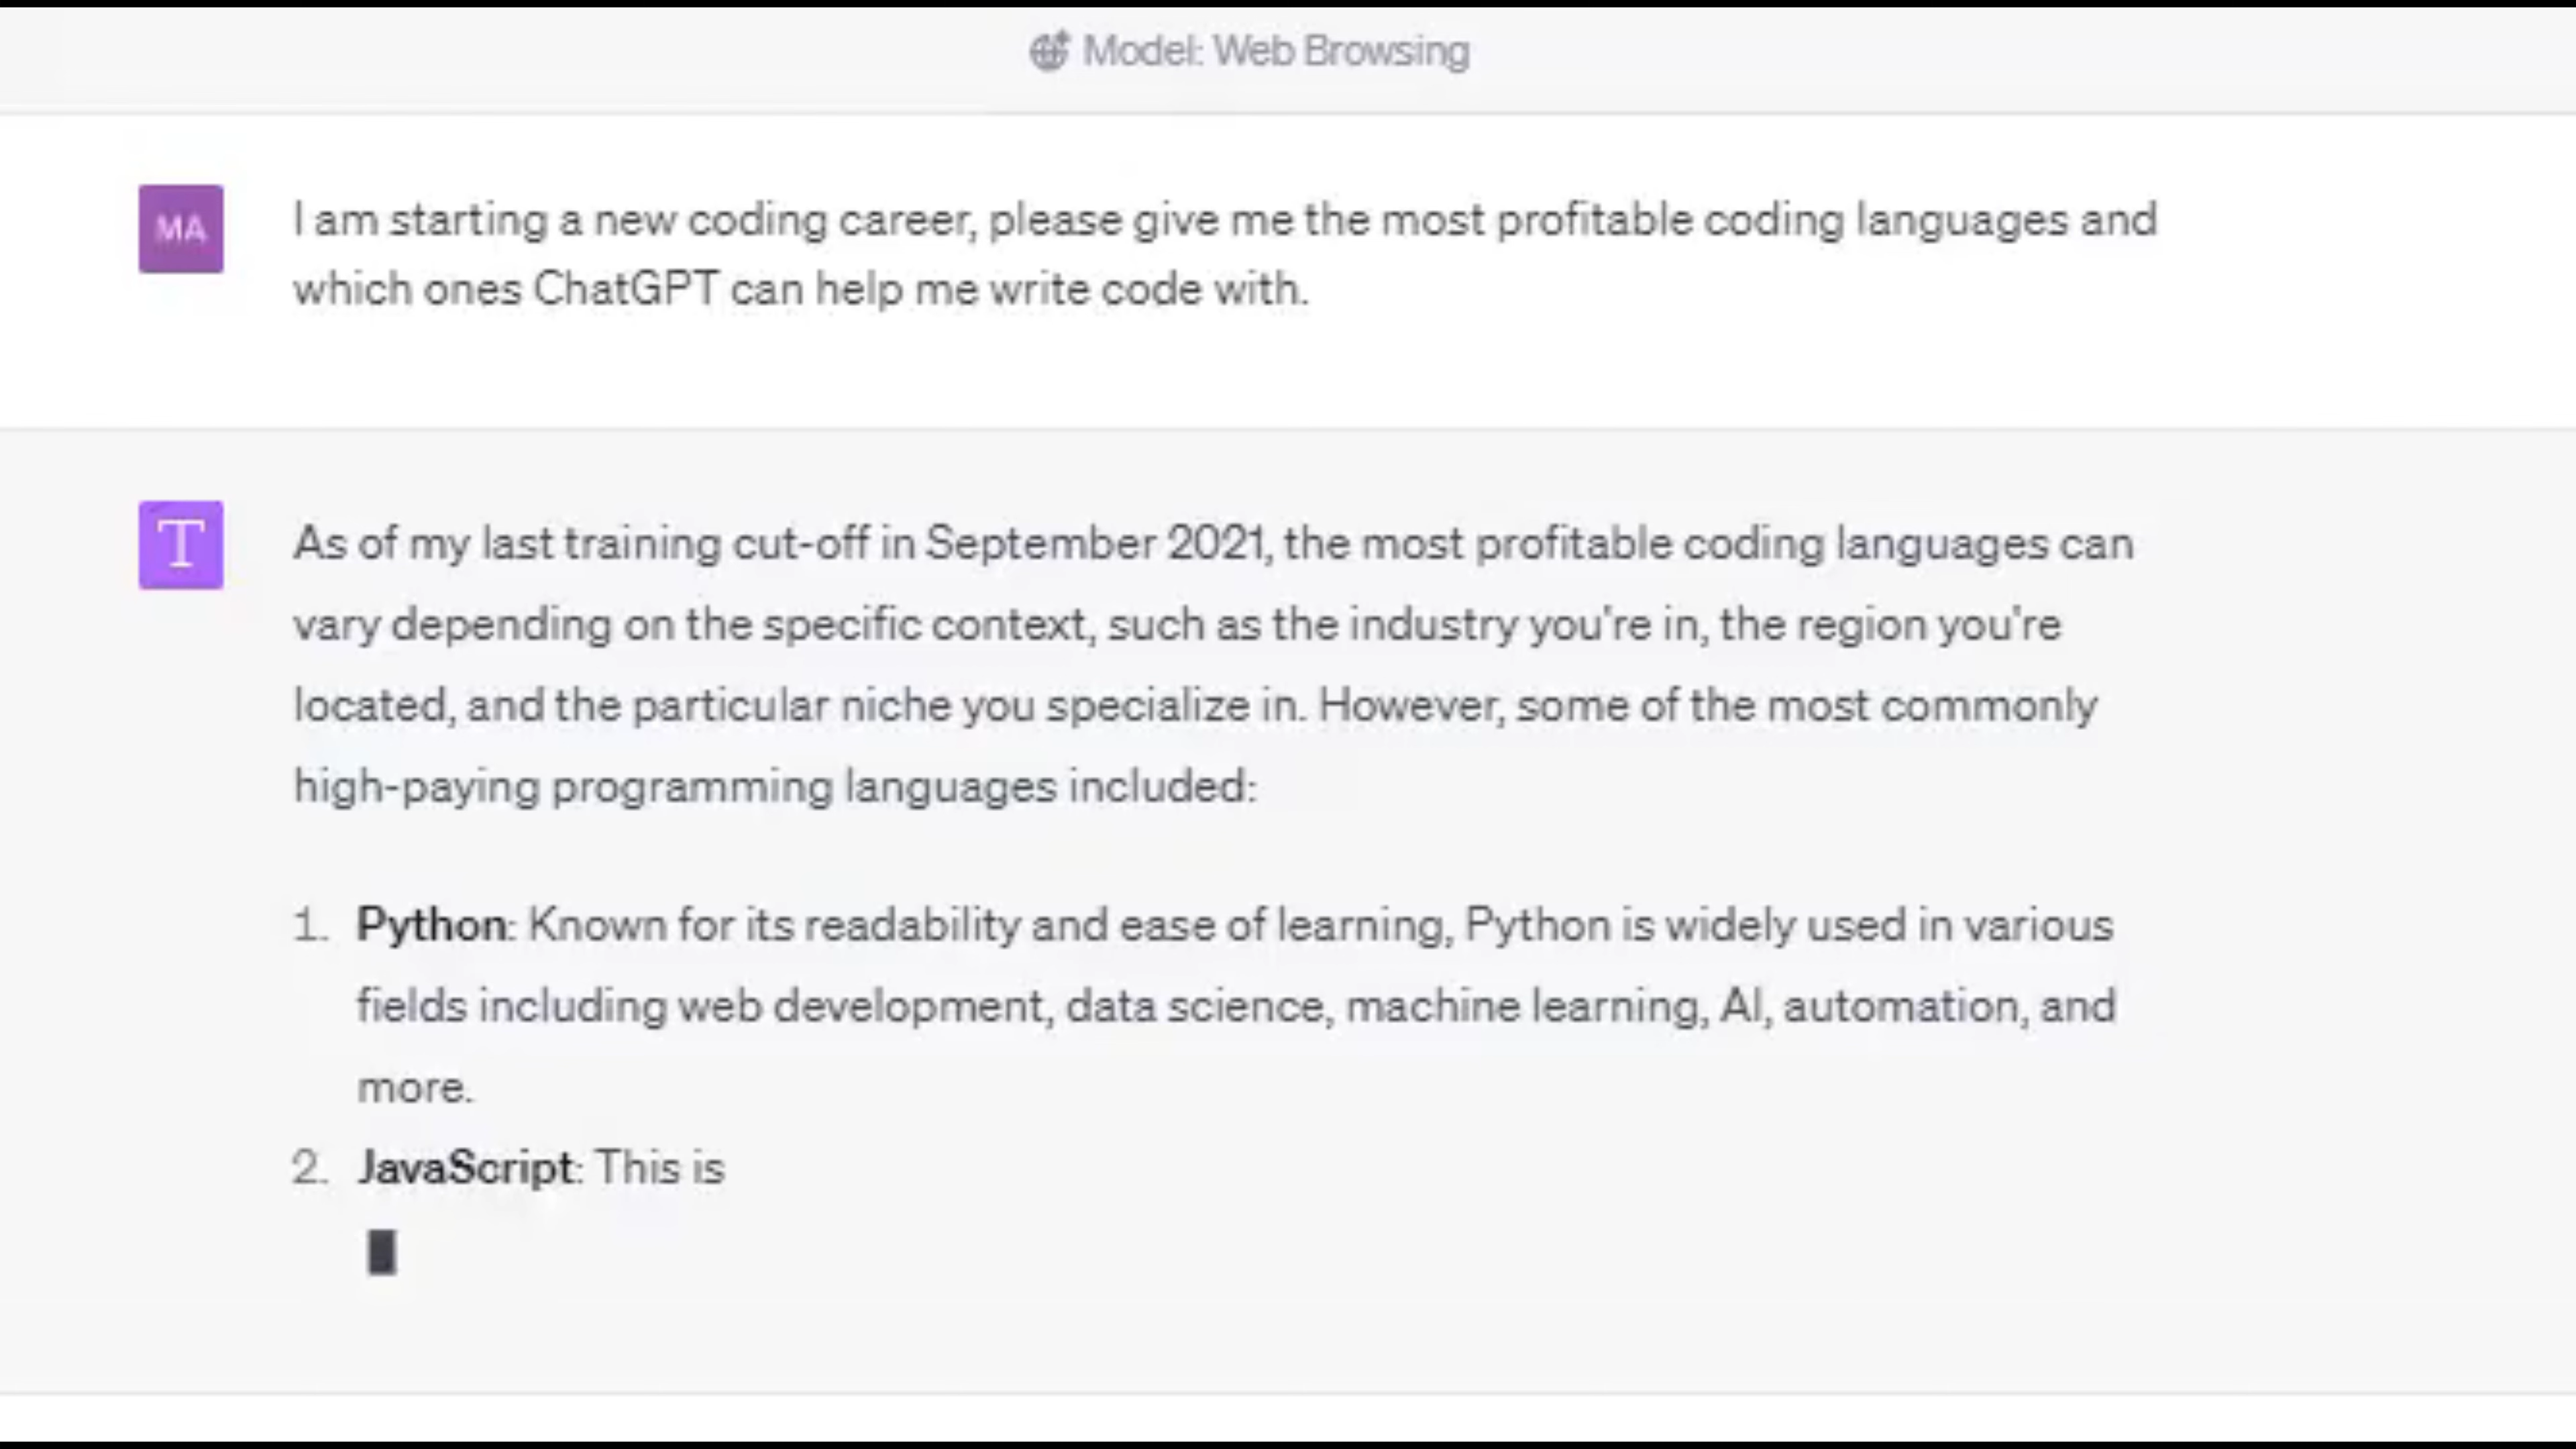 Model: Web Browsing
MA
I am starting a new coding career, please give me the most profitable coding languages and
which ones ChatGPT can help me write code with.
T
As of my last training cut-off in September 2021, the most profitable coding languages can
vary depending on the specific context, such as the industry you're in, the region you're
located, and the particular niche you specialize in. However, some of the most commonly
high-paying programming languages included:
1. Python: Known for its readability and ease of learning, Python is widely used in various
fields including web development, data science, machine learning, AI, automation, and
more.
2. JavaScript: This is